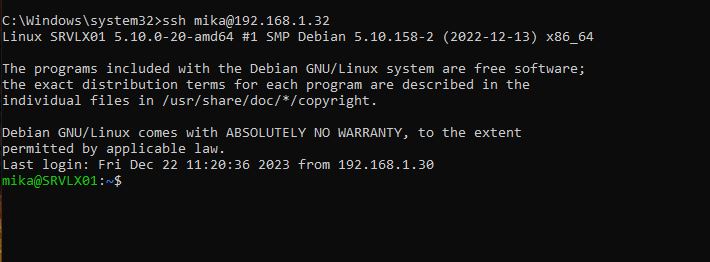 C:\Windows\system32>ssh mika@192.168.1.32
Linux SRVLX01 5.10.0-20-amd64 #1 SMP Debian 5.10.158-2 (2022-12-13) x86_64
The programs included with the Debian GNU/Linux system are free software;
the exact distribution terms for each program are described in the
individual files in /usr/share/doc/*/copyright.
Debian GNU/Linux comes with ABSOLUTELY NO WARRANTY, to the extent
permitted by applicable law.
Last login: Fri Dec 22 11:20:36 2023 from 192.168.1.30
mika@SRVLX01:~$